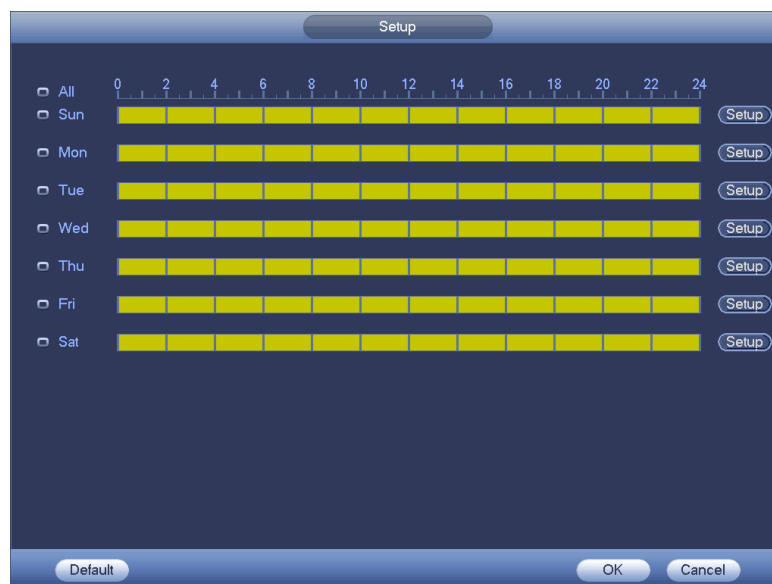 Setup
All 0 2 4 6 8 10 12 14 16 18 20 22 24
Sun Setup
Mon Setup
Tue Setup
Wed Setup
Thu Setup
Fri Setup
Sat Setup
Default OK Cancel